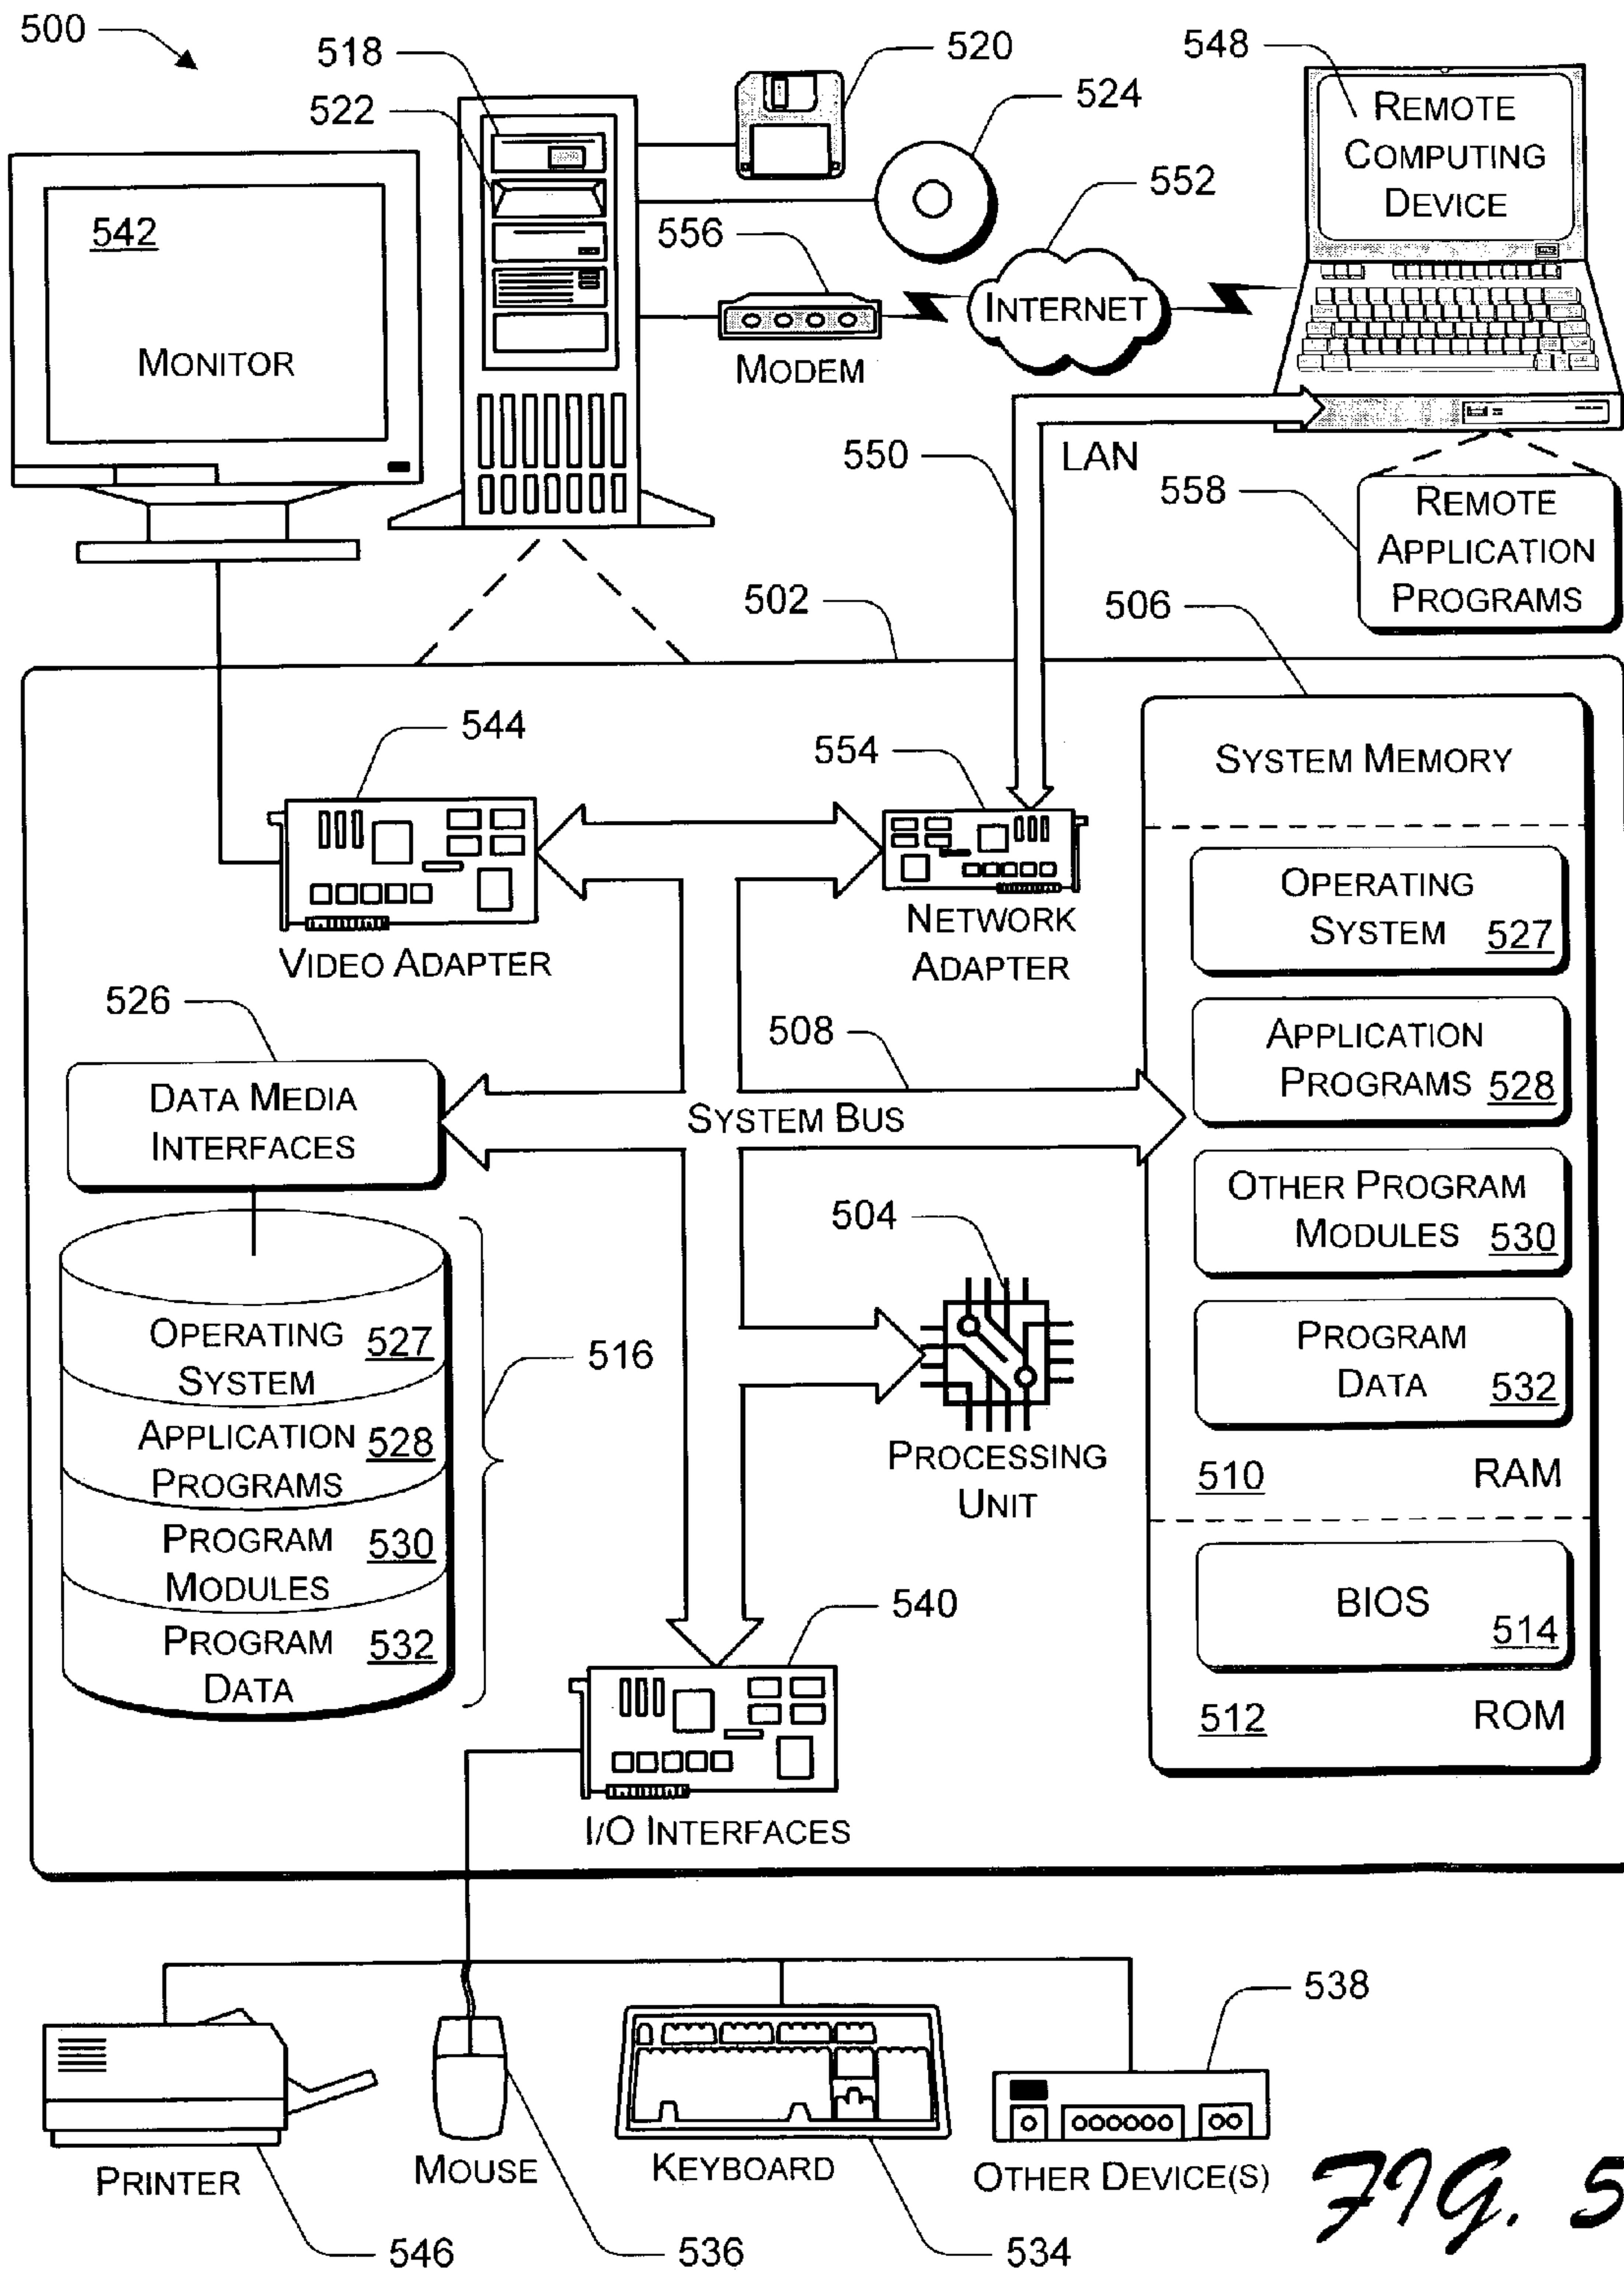 500
518
520
548
522
524
REMOTE
COMPUTING
DEVICE
552
542
556
INTERNET
MONITOR
MODEM
550
LAN
558
REMOTE
APPLICATION
PROGRAMS
502
506
544
554
SYSTEM MEMORY
OPERATING
SYSTEM 527
VIDEO ADAPTER
NETWORK
ADAPTER
526
508
APPLICATION
PROGRAMS 528
DATA MEDIA
INTERFACES
SYSTEM BUS
OTHER PROGRAM
MODULES 530
504
PROGRAM
DATA 532
OPERATING 527
SYSTEM
516
APPLICATION 528
PROGRAMS
PROCESSING
UNIT
510 RAM
PROGRAM 530
MODULES
BIOS
514
540
PROGRAM 532
DATA
512 ROM
I/O INTERFACES
538
PRINTER
MOUSE
KEYBOARD
OTHER DEVICE(S)
546
536
534
FIG. 5